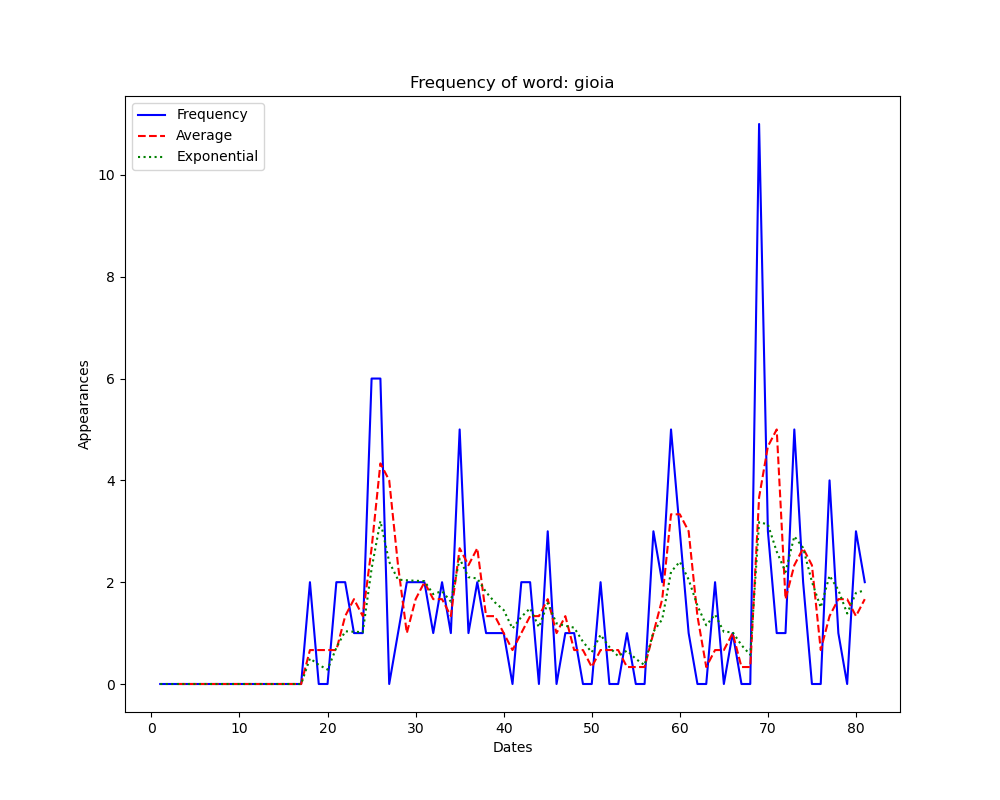 Frequency of word: gioia
Frequency
Average
Exponential
10
8
6
4
2
0
Appearances
0 10 20 30 40 50 60 70 80
Dates